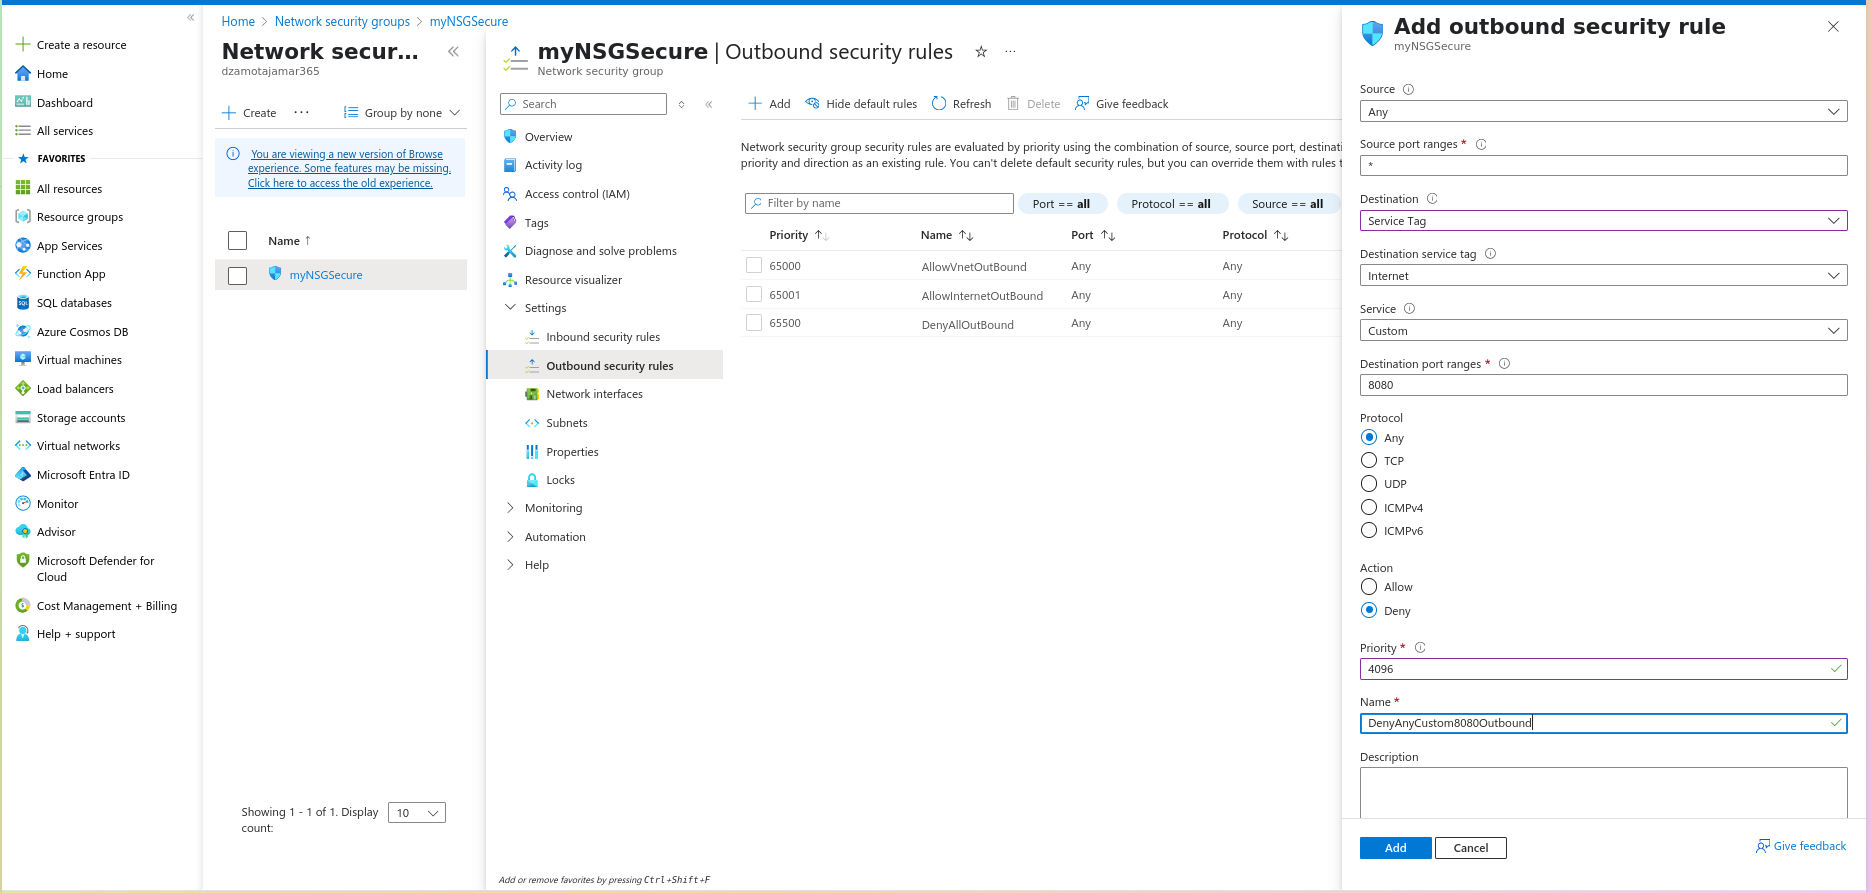 Create a resource
Home
Dashboard
All services
FAVORITES
All resources
Resource groups
App Services
Function App
SQL databases
Azure Cosmos DB
Virtual machines
Load balancers
Storage accounts
Virtual networks
Microsoft Entra ID
Monitor
Advisor
Microsoft Defender for
Cloud
Cost Management + Billing
Help + support
Home > Network security groups > myNSGSecure
Network secur...
dzamotajamar365
Create ... Group by none
You are viewing a new version of Browse
experience. Some features may be missing.
Click here to access the old experience.
Name ↑
myNSGSecure
Showing 1 - 1 of 1. Display
count:
10
myNSGSecure | Outbound security rules
Network security group
Search
Overview
Activity log
Access control (IAM)
Tags
Diagnose and solve problems
Resource visualizer
Settings
Inbound security rules
Outbound security rules
Network interfaces
Subnets
Properties
Locks
Monitoring
Automation
Help
Add or remove favorites by pressing Ctrl+Shift+F
Add Hide default rules Refresh Delete Give feedback
Network security group security rules are evaluated by priority using the combination of source, source port, destinati
priority and direction as an existing rule. You can't delete default security rules, but you can override them with rules t
Filter by name Port == all Protocol == all Source == all
Priority ↑↓ Name ↑↓ Port ↑↓ Protocol ↑↓
65000 AllowVnetOutBound Any Any
65001 AllowInternetOutBound Any Any
65500 DenyAllOutBound Any Any
Add outbound security rule
myNSGSecure
Source
Any
Source port ranges *
*
Destination
Service Tag
Destination service tag
Internet
Service
Custom
Destination port ranges *
8080
Protocol
Any
TCP
UDP
ICMPv4
ICMPv6
Action
Allow
Deny
Priority *
4096
Name *
DenyAnyCustom8080Outbound
Description
Add Cancel Give feedback